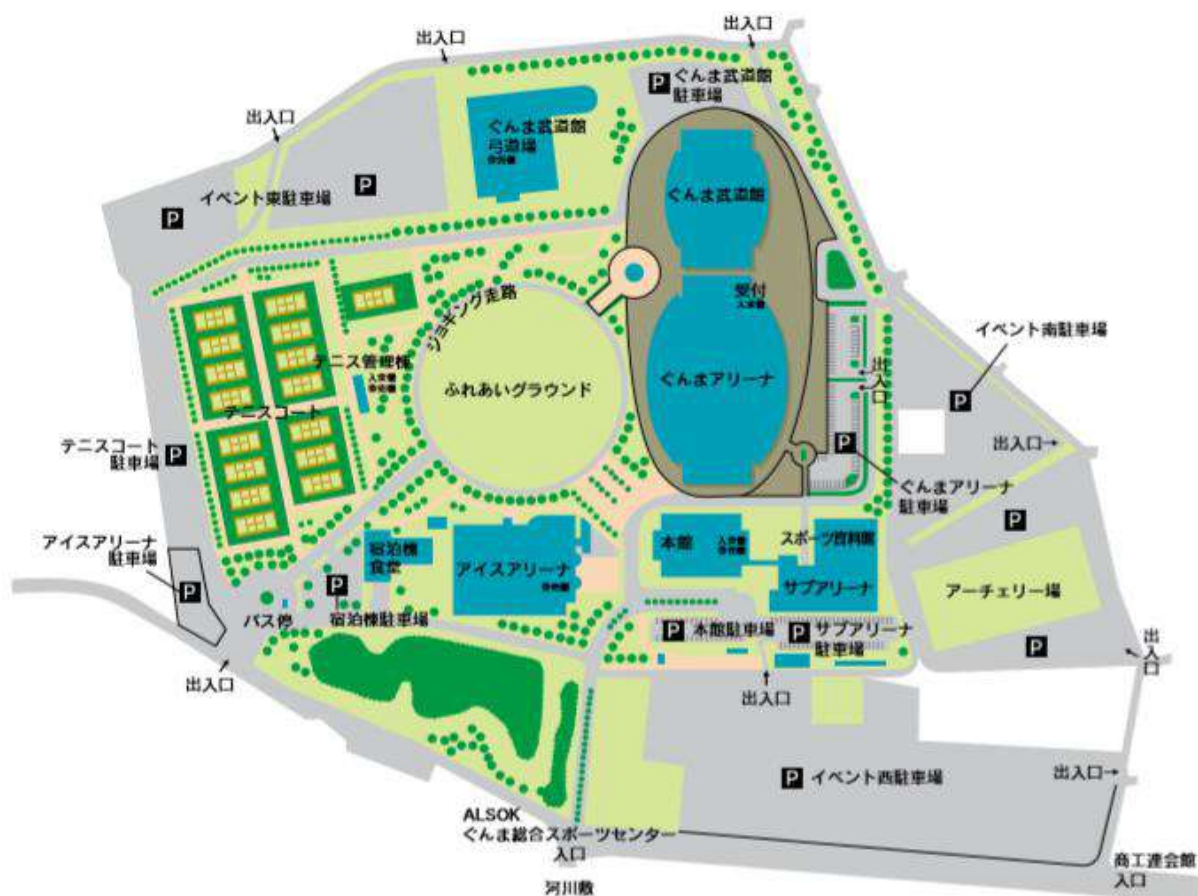 出入口
出入口
P
ぐんま武道館
駐車場
出入口
ぐんま武道館
弓道場
P
イベント東駐車場
P
ぐんま武道館
受付
ジョギング走路
テニス管理棟
ふれあいグラウンド
ぐんまアリーナ
出入口
イベント南駐車場
P
テニスコート
テニスコート
駐車場
P
P
出入口
ぐんまアリーナ
駐車場
P
アイスアリーナ
駐車場
P
宿泊棟
食堂
アイスアリーナ
本館
スポーツ資料館
サブアリーナ
アーチェリー場
P
バス停
宿泊棟駐車場
P
本館駐車場
P
サブアリーナ
駐車場
P
出入口
出入口
出入口
P
イベント西駐車場
出入口
ALSOK
ぐんま総合スポーツセンター
入口
河川敷
商工連会館
入口